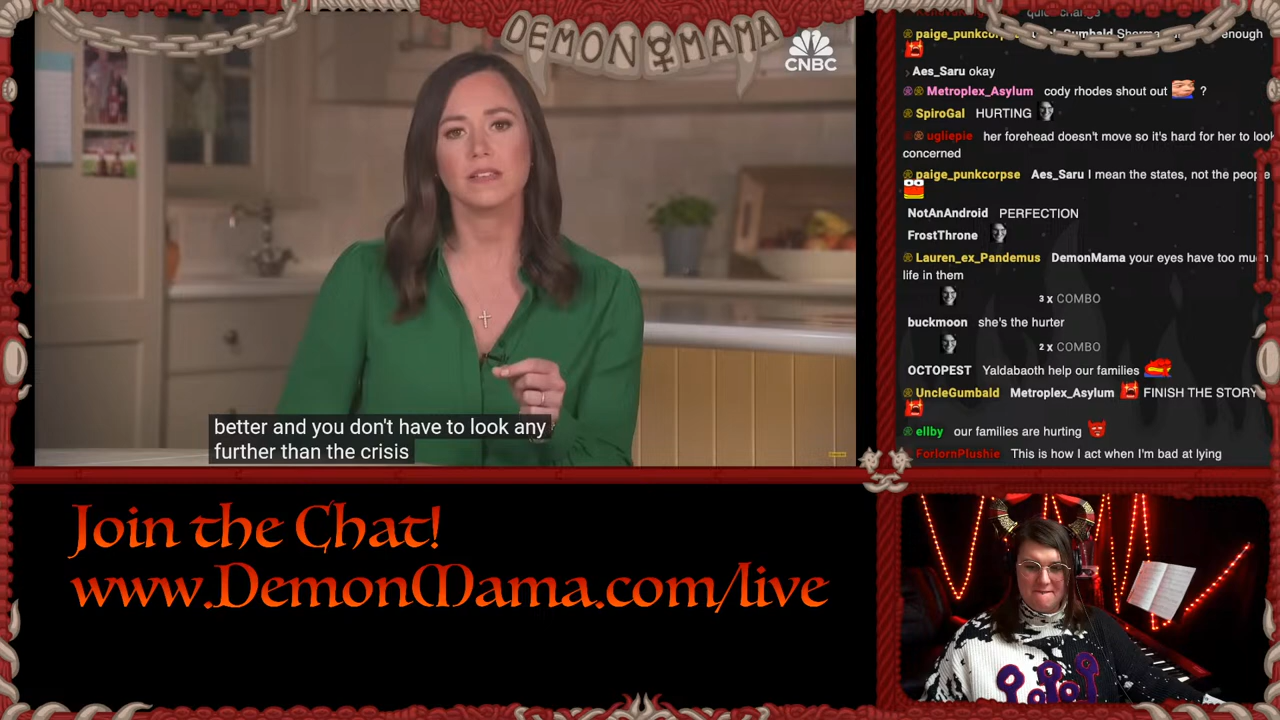 DEMON MAMA
CNBC
better and you don't have to look any
further than the crisis
Join the Chat!
www.DemonMama.com/live
quick change
enough
Aes_Saru okay
Metroplex_Asylum cody rhodes shout out ?
SpiroGal HURTING
ugliepie her forehead doesn't move so it's hard for her to look
concerned
paige_punkcorpse Aes_Saru I mean the states, not the people
NotAnAndroid PERFECTION
FrostThrone
Lauren_ex_Pandemus DemonMama your eyes have too much
life in them
3 x COMBO
buckmoon she's the hurter
2 x COMBO
OCTOPEST Yaldabaoth help our families
UncleGumbald Metroplex_Asylum FINISH THE STORY
ellby our families are hurting
ForlornPlushie This is how I act when I'm bad at lying